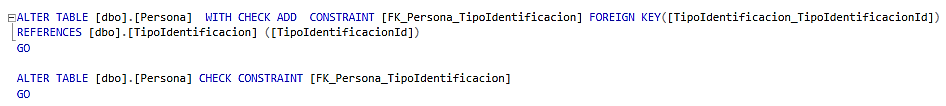 ALTER TABLE [dbo].[Persona]  WITH CHECK ADD  CONSTRAINT [FK_Persona_TipoIdentificacion] FOREIGN KEY([TipoIdentificacion_TipoIdentificacionId])
REFERENCES [dbo].[TipoIdentificacion] ([TipoIdentificacionId])
GO
ALTER TABLE [dbo].[Persona] CHECK CONSTRAINT [FK_Persona_TipoIdentificacion]
GO